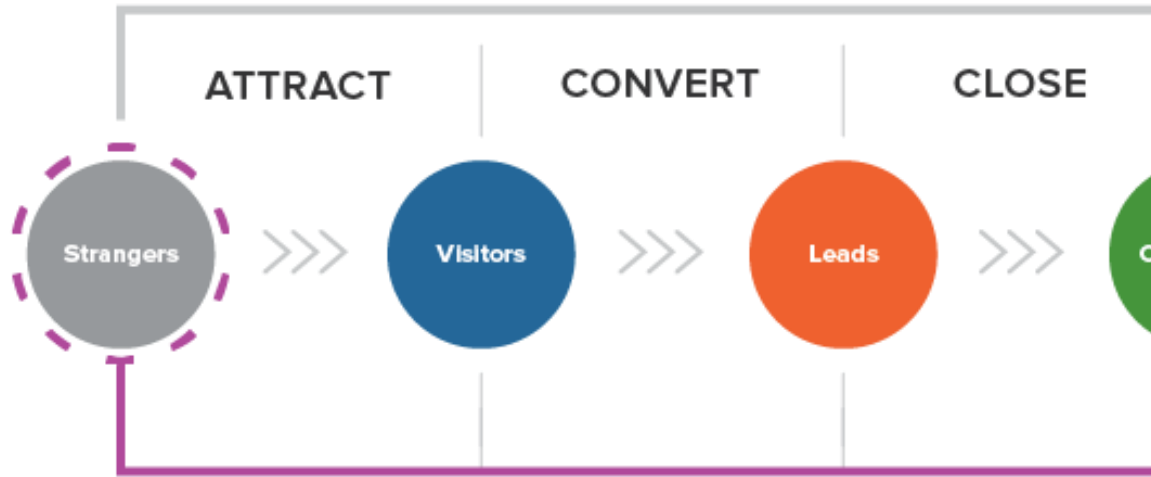 ATTRACT
CONVERT
CLOSE
Strangers
Visitors
Leads